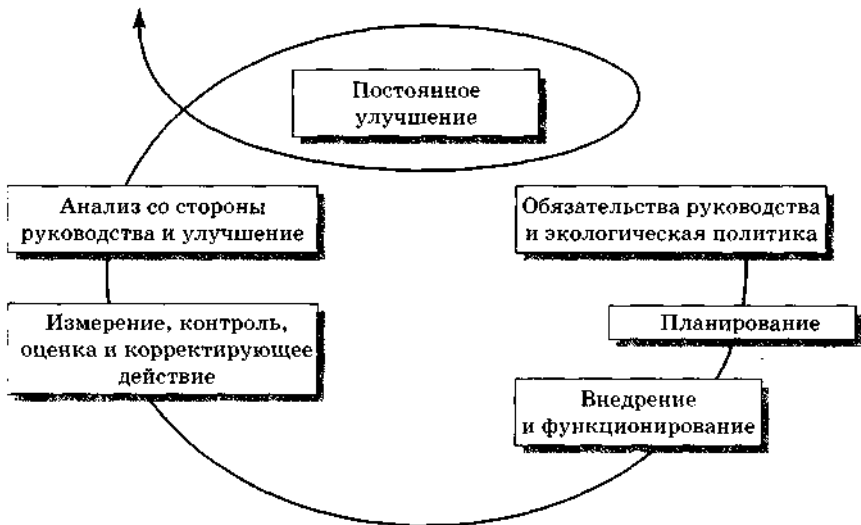 Постоянное
улучшение
Анализ со стороны
руководства и улучшение
Обязательства руководства
и экологическая политика
Измерение, контроль,
оценка и корректирующее
действие
Планирование
Внедрение
и функционирование